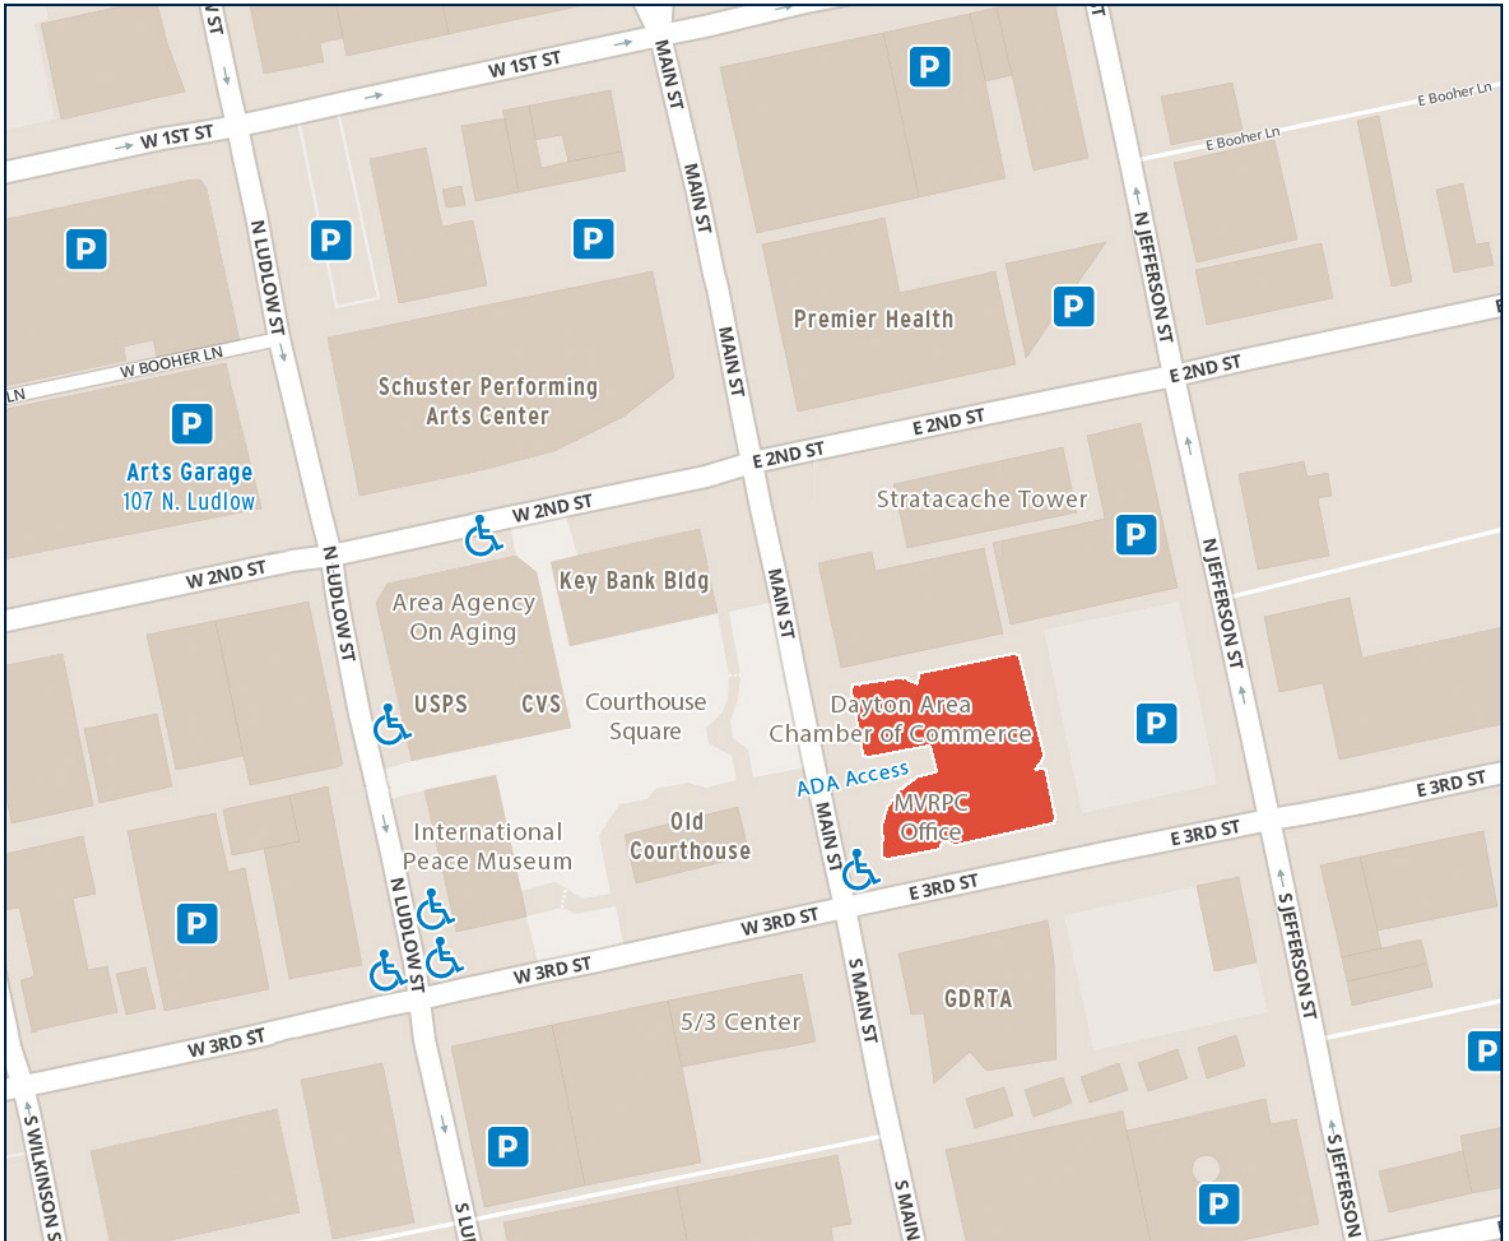 W ST
W 1ST ST
MAIN ST
P
ST
E Booher Ln
W 1ST ST
E Booher Ln
P
N LUDLOW ST
P
P
MAIN ST
N JEFFERSON ST
P
Premier Health
W BOOHER LN
LN
MAIN ST
E 2ND ST
Schuster Performing
Arts Center
P
Arts Garage
107 N. Ludlow
E 2ND ST
E 2ND ST
W 2ND ST
Stratacache Tower
P
W 2ND ST
N LUDLOW ST
Key Bank Bldg
MAIN ST
N JEFFERSON ST
Area Agency
On Aging
USPS
CVS
Courthouse
Square
Dayton Area
Chamber of Commerce
P
ADA Access
E 3RD ST
MVRPC
Office
MAIN ST
E 3RD ST
International
Peace Museum
Old
Courthouse
P
N LUDLOW ST
W 3RD ST
E 3RD ST
W 3RD ST
S MAIN ST
GDRTA
S JEFFERSON ST
W 3RD ST
5/3 Center
P
S WILKINSON S
P
S LU
S MAIN
P
S JEFFERSON